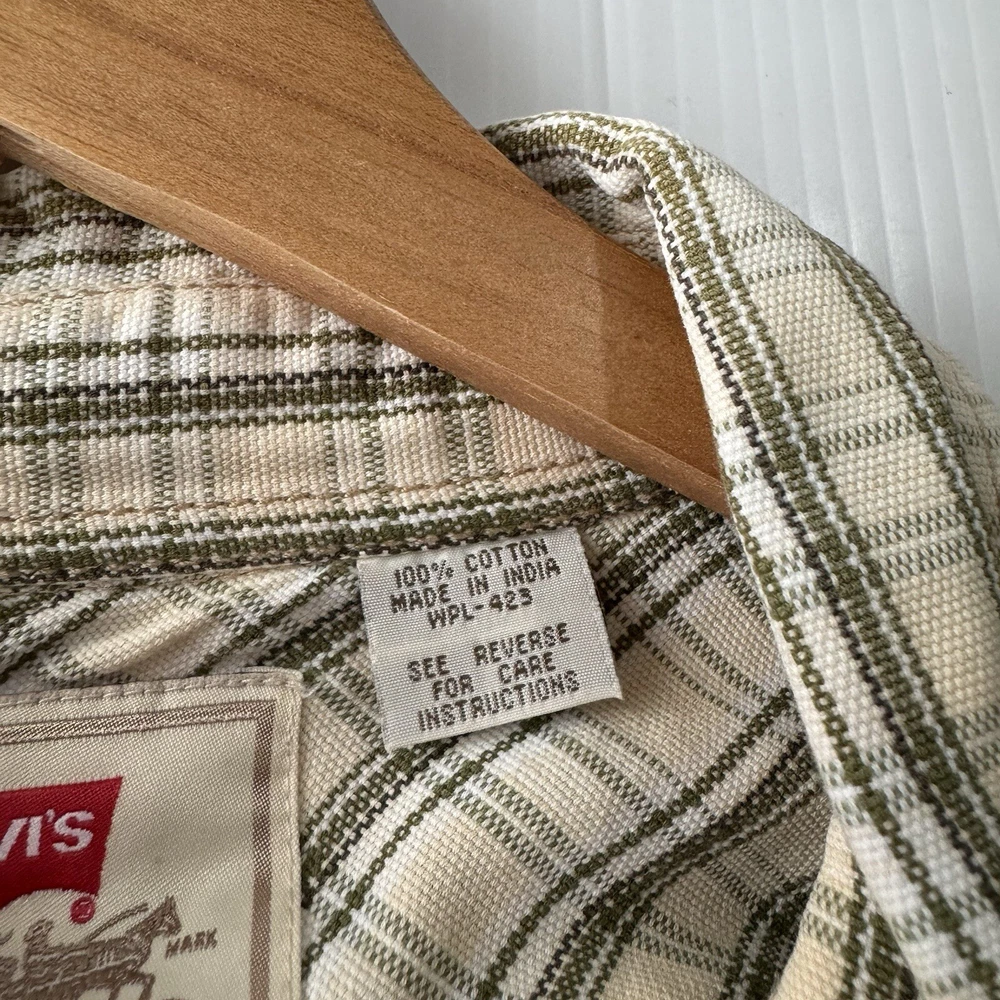 100% COTTON
MADE IN INDIA
WPL-423
SEE REVERSE
FOR CARE
INSTRUCTIONS
VI'S
®
MARK